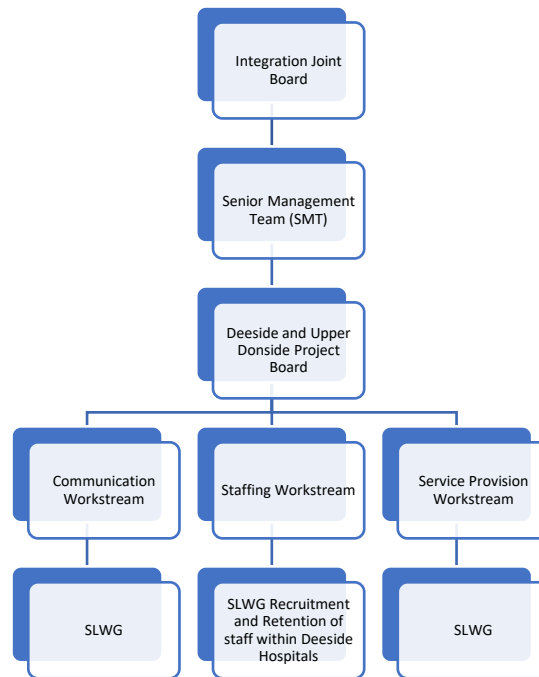 Integration Joint
Board
Senior Management
Team (SMT)
Deeside and Upper
Donside Project
Board
Communication
Workstream
Staffing Workstream
Service Provision
Workstream
SLWG
SLWG Recruitment
and Retention of
staff within Deeside
Hospitals
SLWG